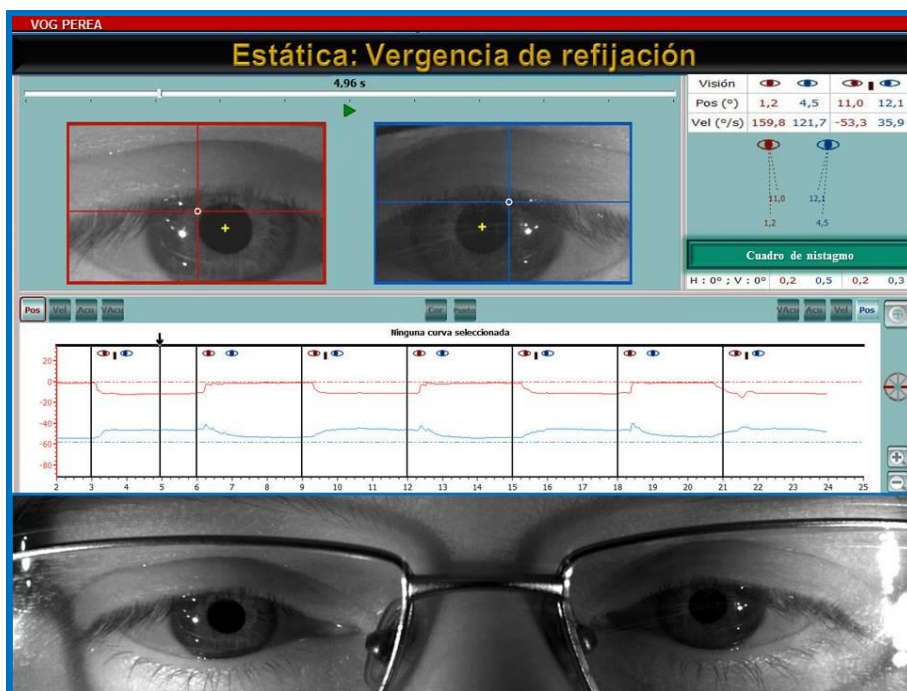 VOG PEREA
Estática: Vergencia de refijación
4,96 s
Visión
Pos (°) 1,2 4,5 11,0 12,1
Vel (°/s) 159,8 121,7 -53,3 35,9
11,0 12,1
1,2 4,5
Cuadro de nistagmo
H : 0° ; V : 0° 0,2 0,5 0,2 0,3
Pos Vel Acu VAcu Cor Punto VAcu Acu Vel Pos
Ninguna curva seleccionada
20
0
-20
-40
-60
-80
2 3 4 5 6 7 8 9 10 11 12 13 14 15 16 17 18 19 20 21 22 23 24 25